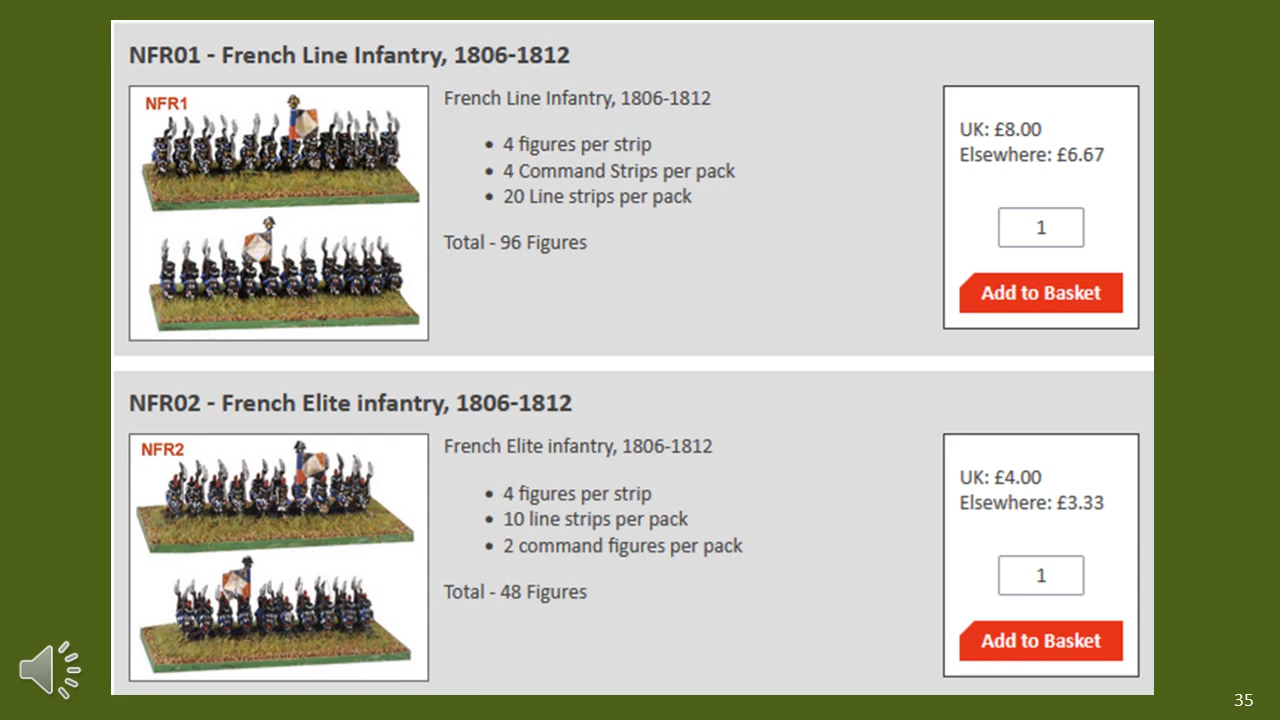 NFR01 - French Line Infantry, 1806-1812
NFR1
French Line Infantry, 1806-1812
• 4 figures per strip
• 4 Command Strips per pack
• 20 Line strips per pack
Total - 96 Figures
UK: £8.00
Elsewhere: £6.67
1
Add to Basket
NFR02 - French Elite infantry, 1806-1812
NFR2
French Elite infantry, 1806-1812
• 4 figures per strip
• 10 line strips per pack
• 2 command figures per pack
Total - 48 Figures
UK: £4.00
Elsewhere: £3.33
1
Add to Basket
35